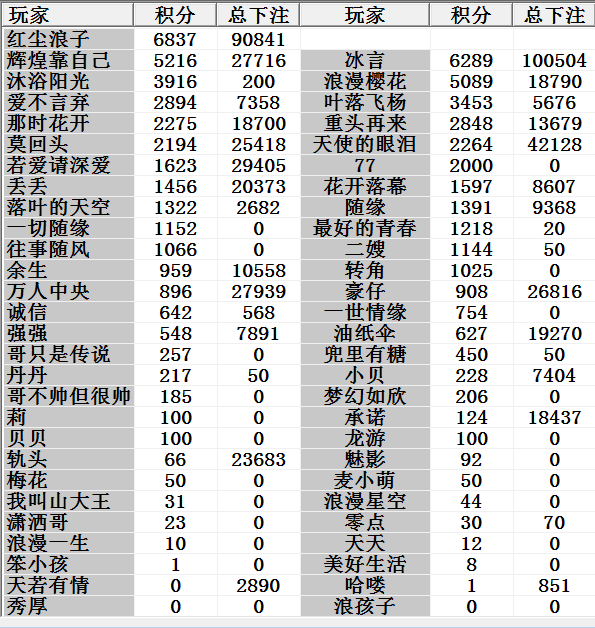 玩家 积分 总下注 玩家 积分 总下注
红尘浪子 6837 90841
辉煌靠自己 5216 27716 冰言 6289 100504
沐浴阳光 3916 200 浪漫樱花 5089 18790
爱不言弃 2894 7358 叶落飞杨 3453 5676
那时花开 2275 18700 重头再来 2848 13679
莫回头 2194 25418 天使的眼泪 2264 42128
若爱请深爱 1623 29405 77 2000 0
丢丢 1456 20373 花开落幕 1597 8607
落叶的天空 1322 2682 随缘 1391 9368
一切随缘 1152 0 最好的青春 1218 20
往事随风 1066 0 二嫂 1144 50
余生 959 10558 转角 1025 0
万人中央 896 27939 豪仔 908 26816
诚信 642 568 一世情缘 754 0
强强 548 7891 油纸伞 627 19270
哥只是传说 257 0 兜里有糖 450 50
丹丹 217 50 小贝 228 7404
哥不帅但很帅 185 0 梦幻如欣 206 0
莉 100 0 承诺 124 18437
贝贝 100 0 龙游 100 0
轨头 66 23683 魅影 92 0
梅花 50 0 麦小萌 50 0
我叫山大王 31 0 浪漫星空 44 0
潇洒哥 23 0 零点 30 70
浪漫一生 10 0 天天 12 0
笨小孩 1 0 美好生活 8 0
天若有情 0 2890 哈喽 1 851
秀厚 0 0 浪孩子 0 0